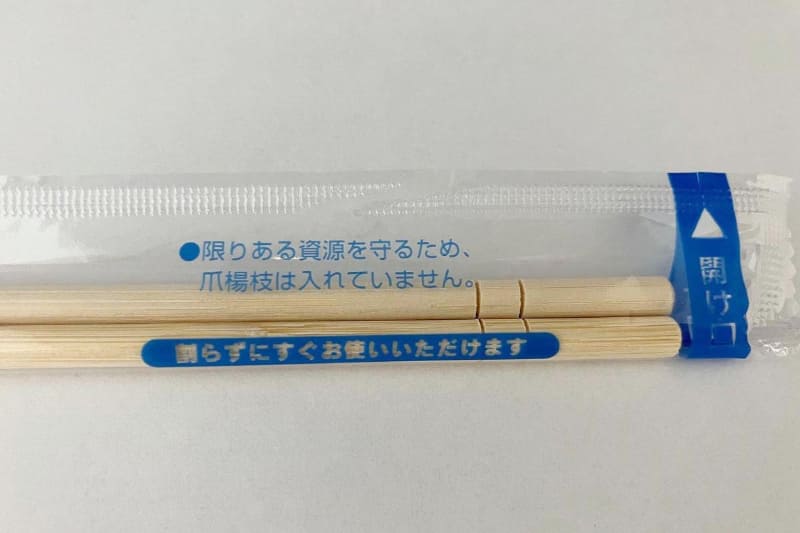 ●限りある資源を守るため、
爪楊枝は入れていません。
割らずにすぐお使いいただけます
開け口